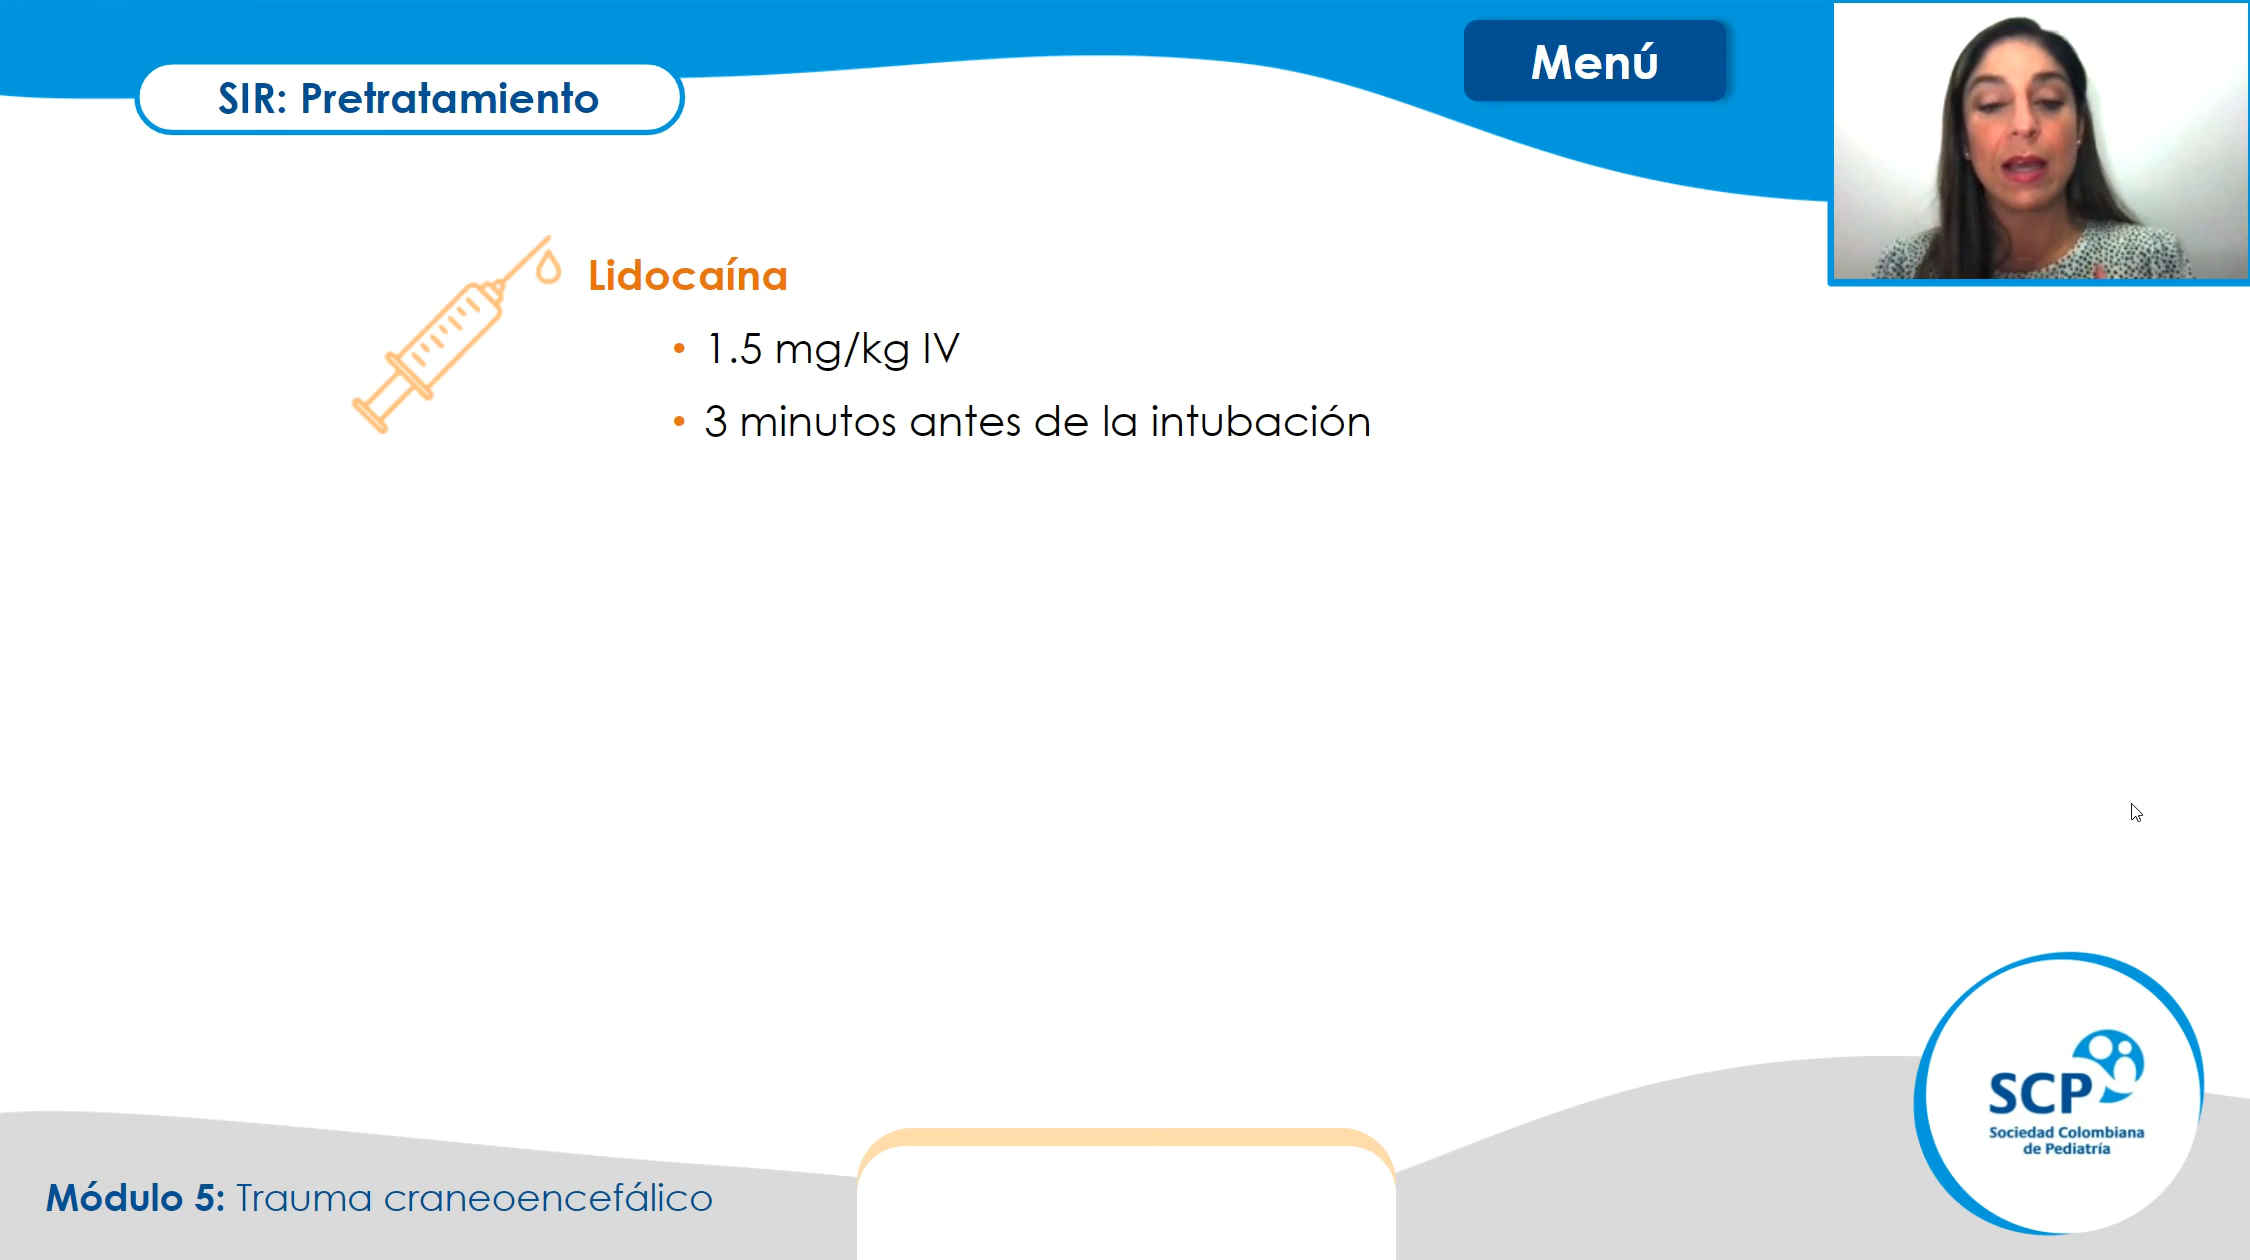 Menú
SIR: Pretratamiento
Lidocaína
• 1.5 mg/kg IV
• 3 minutos antes de la intubación
SCP
Sociedad Colombiana
de Pediatría
Módulo 5: Trauma craneoencefálico